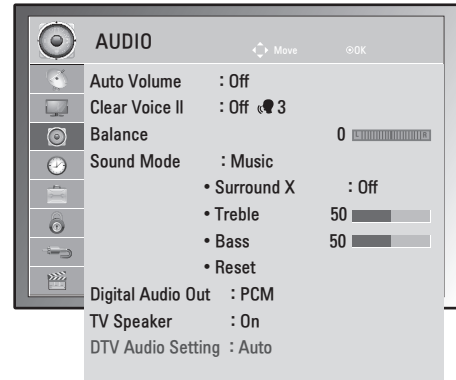 AUDIO Move OK
Auto Volume : Off
Clear Voice II : Off 3
Balance 0 L R
Sound Mode : Music
• Surround X : Off
• Treble 50
• Bass 50
• Reset
Digital Audio Out : PCM
TV Speaker : On
DTV Audio Setting : Auto